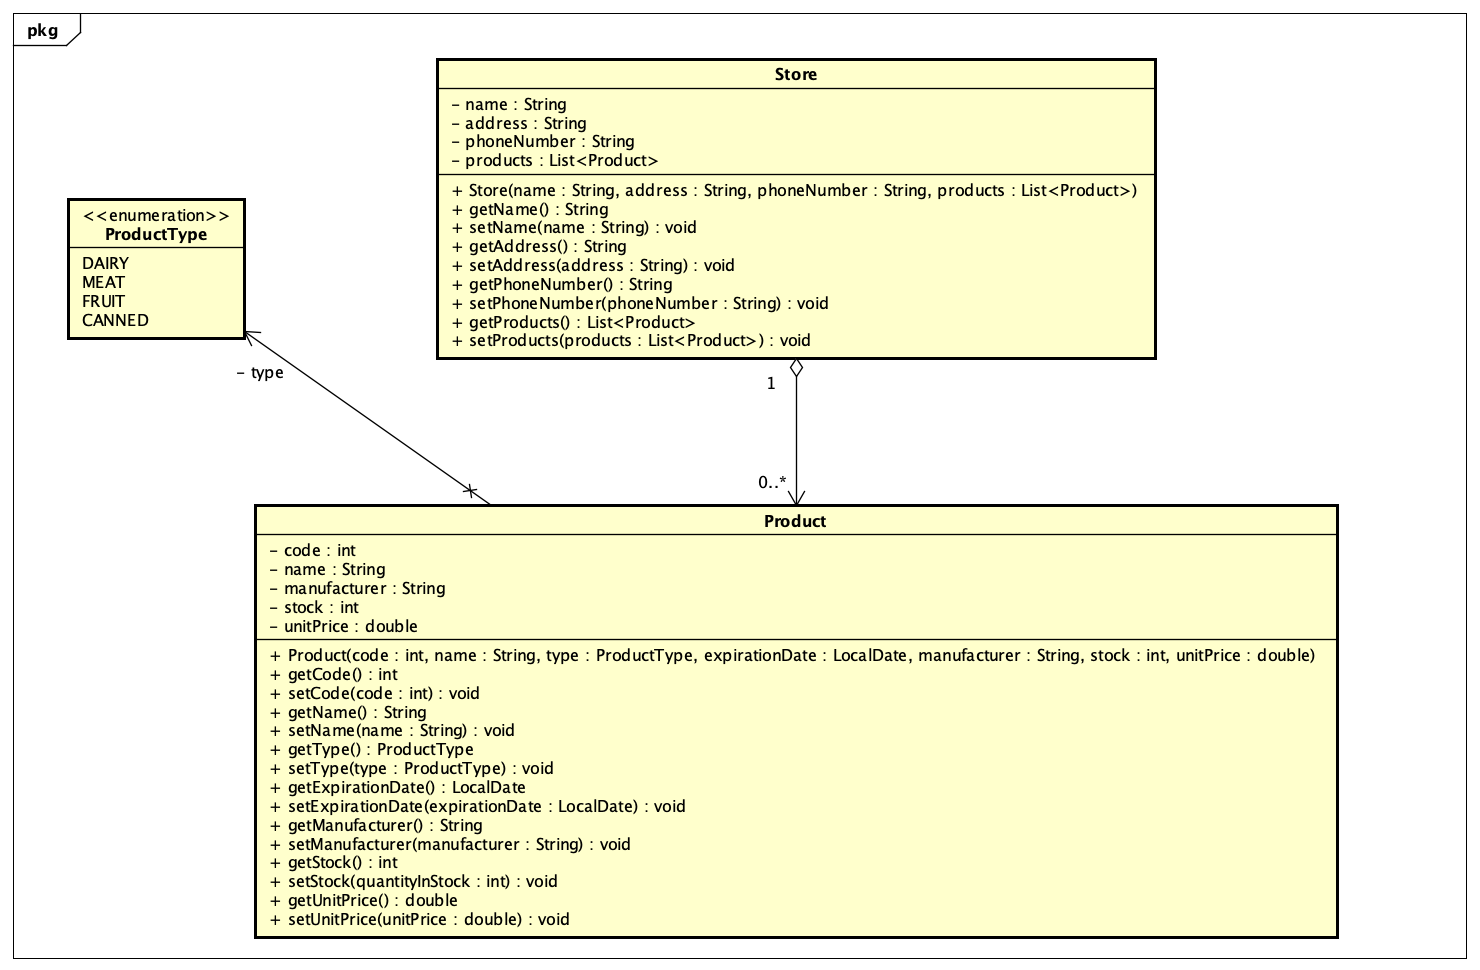 pkg
Store
- name : String
- address : String
- phoneNumber : String
- products : List<Product>
+ Store(name : String, address : String, phoneNumber : String, products : List<Product>)
+ getName() : String
+ setName(name : String) : void
+ getAddress() : String
+ setAddress(address : String) : void
+ getPhoneNumber() : String
+ setPhoneNumber(phoneNumber : String) : void
+ getProducts() : List<Product>
+ setProducts(products : List<Product>) : void
<<enumeration>>
ProductType
DAIRY
MEAT
FRUIT
CANNED
- type
1
0..*
Product
- code : int
- name : String
- manufacturer : String
- stock : int
- unitPrice : double
+ Product(code : int, name : String, type : ProductType, expirationDate : LocalDate, manufacturer : String, stock : int, unitPrice : double)
+ getCode() : int
+ setCode(code : int) : void
+ getName() : String
+ setName(name : String) : void
+ getType() : ProductType
+ setType(type : ProductType) : void
+ getExpirationDate() : LocalDate
+ setExpirationDate(expirationDate : LocalDate) : void
+ getManufacturer() : String
+ setManufacturer(manufacturer : String) : void
+ getStock() : int
+ setStock(quantityInStock : int) : void
+ getUnitPrice() : double
+ setUnitPrice(unitPrice : double) : void